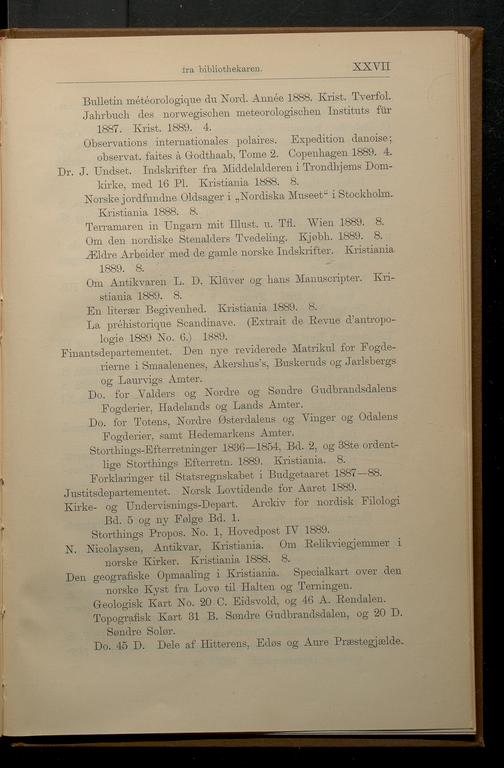 fra bibliothekaren. XXVII
Bulletin météorologique du Nord. Année 1888. Krist. Tverfol.
Jahrbuch des norwegischen meteorologischen Instituts für
1887. Krist. 1889. 4.
Observations internationales polaires. Expedition danoise;
observat. faites à Godthaab, Tome 2. Copenhagen 1889. 4.
Dr. J. Undset. Indskrifter fra Middelalderen i Trondhjems Dom-
kirke, med 16 Pl. Kristiania 1888. 8.
Norske jordfundne Oldsager i „Nordiska Museet“ i Stockholm.
Kristiania 1888. 8.
Terramaren in Ungarn mit Illust. u. Tfl. Wien 1889. 8.
Om den nordiske Stenalders Tvedeling. Kjøbh. 1889. 8.
Ældre Arbeider med de gamle norske Indskrifter. Kristiania
1889. 8.
Om Antikvaren L. D. Klüver og hans Manuscripter. Kri-
stiania 1889. 8.
En literær Begivenhed. Kristiania 1889. 8.
La préhistorique Scandinave. (Extrait de Revue d'antropo-
logie 1889 No. 6.) 1889.
Finantsdepartementet. Den nye reviderede Matrikul for Fogde-
rierne i Smaalenenes, Akershus's, Buskeruds og Jarlsbergs
og Laurvigs Amter.
Do. for Valders og Nordre og Søndre Gudbrandsdalens
Fogderier, Hadelands og Lands Amter.
Do. for Totens, Nordre Østerdalens og Vinger og Odalens
Fogderier, samt Hedemarkens Amter.
Storthings-Efterretninger 1836—1854, Bd. 2, og 38te ordent-
lige Storthings Efterretn. 1889. Kristiania. 8.
Forklaringer til Statsregnskabet i Budgetaaret 1887—88.
Justitsdepartementet. Norsk Lovtidende for Aaret 1889.
Kirke- og Undervisnings-Depart. Arckiv for nordisk Filologi
Bd. 5 og ny Følge Bd. 1.
Storthings Propos. No. 1, Hovedpost IV 1889.
N. Nicolaysen, Antikvar, Kristiania. Om Relikviegjemmer i
norske Kirker. Kristiania 1888. 8.
Den geografiske Opmaaling i Kristiania. Specialkart over den
norske Kyst fra Lovø til Halten og Terningen.
Geologisk Kart No. 20 C. Eidsvold, og 46 A. Rendalen.
Topografisk Kart 31 B. Søndre Gudbrandsdalen, og 20 D.
Søndre Solør.
Do. 45 D. Dele af Hitterens, Edøs og Aure Præstegjælde.